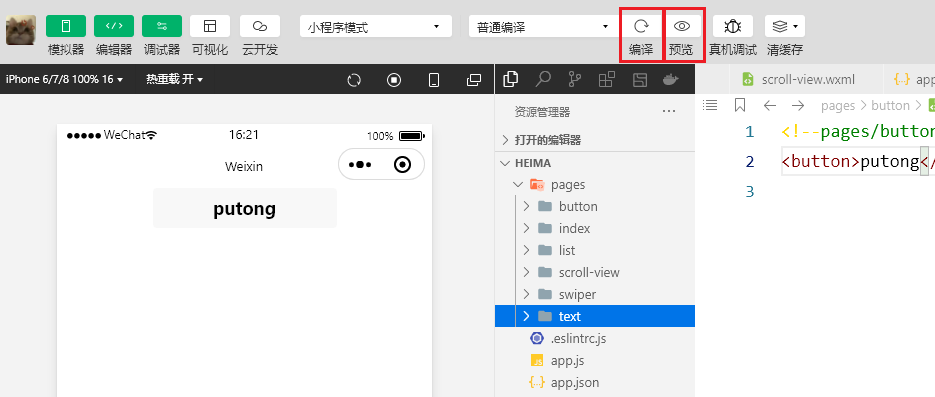 小程序模式 普通编译
模拟器 编辑器 调试器 可视化 云开发 编译 预览 真机调试 清缓存
iPhone 6/7/8 100% 16 热重载 开
scroll-view.wxml
资源管理器
pages button
WeChat 16:21 100%
打开的编辑器
1 <!--pages/button
Weixin
HEIMA
2 <button>putong</
pages
3
putong
button
index
list
scroll-view
swiper
text
.eslintrc.js
app.js
app.json